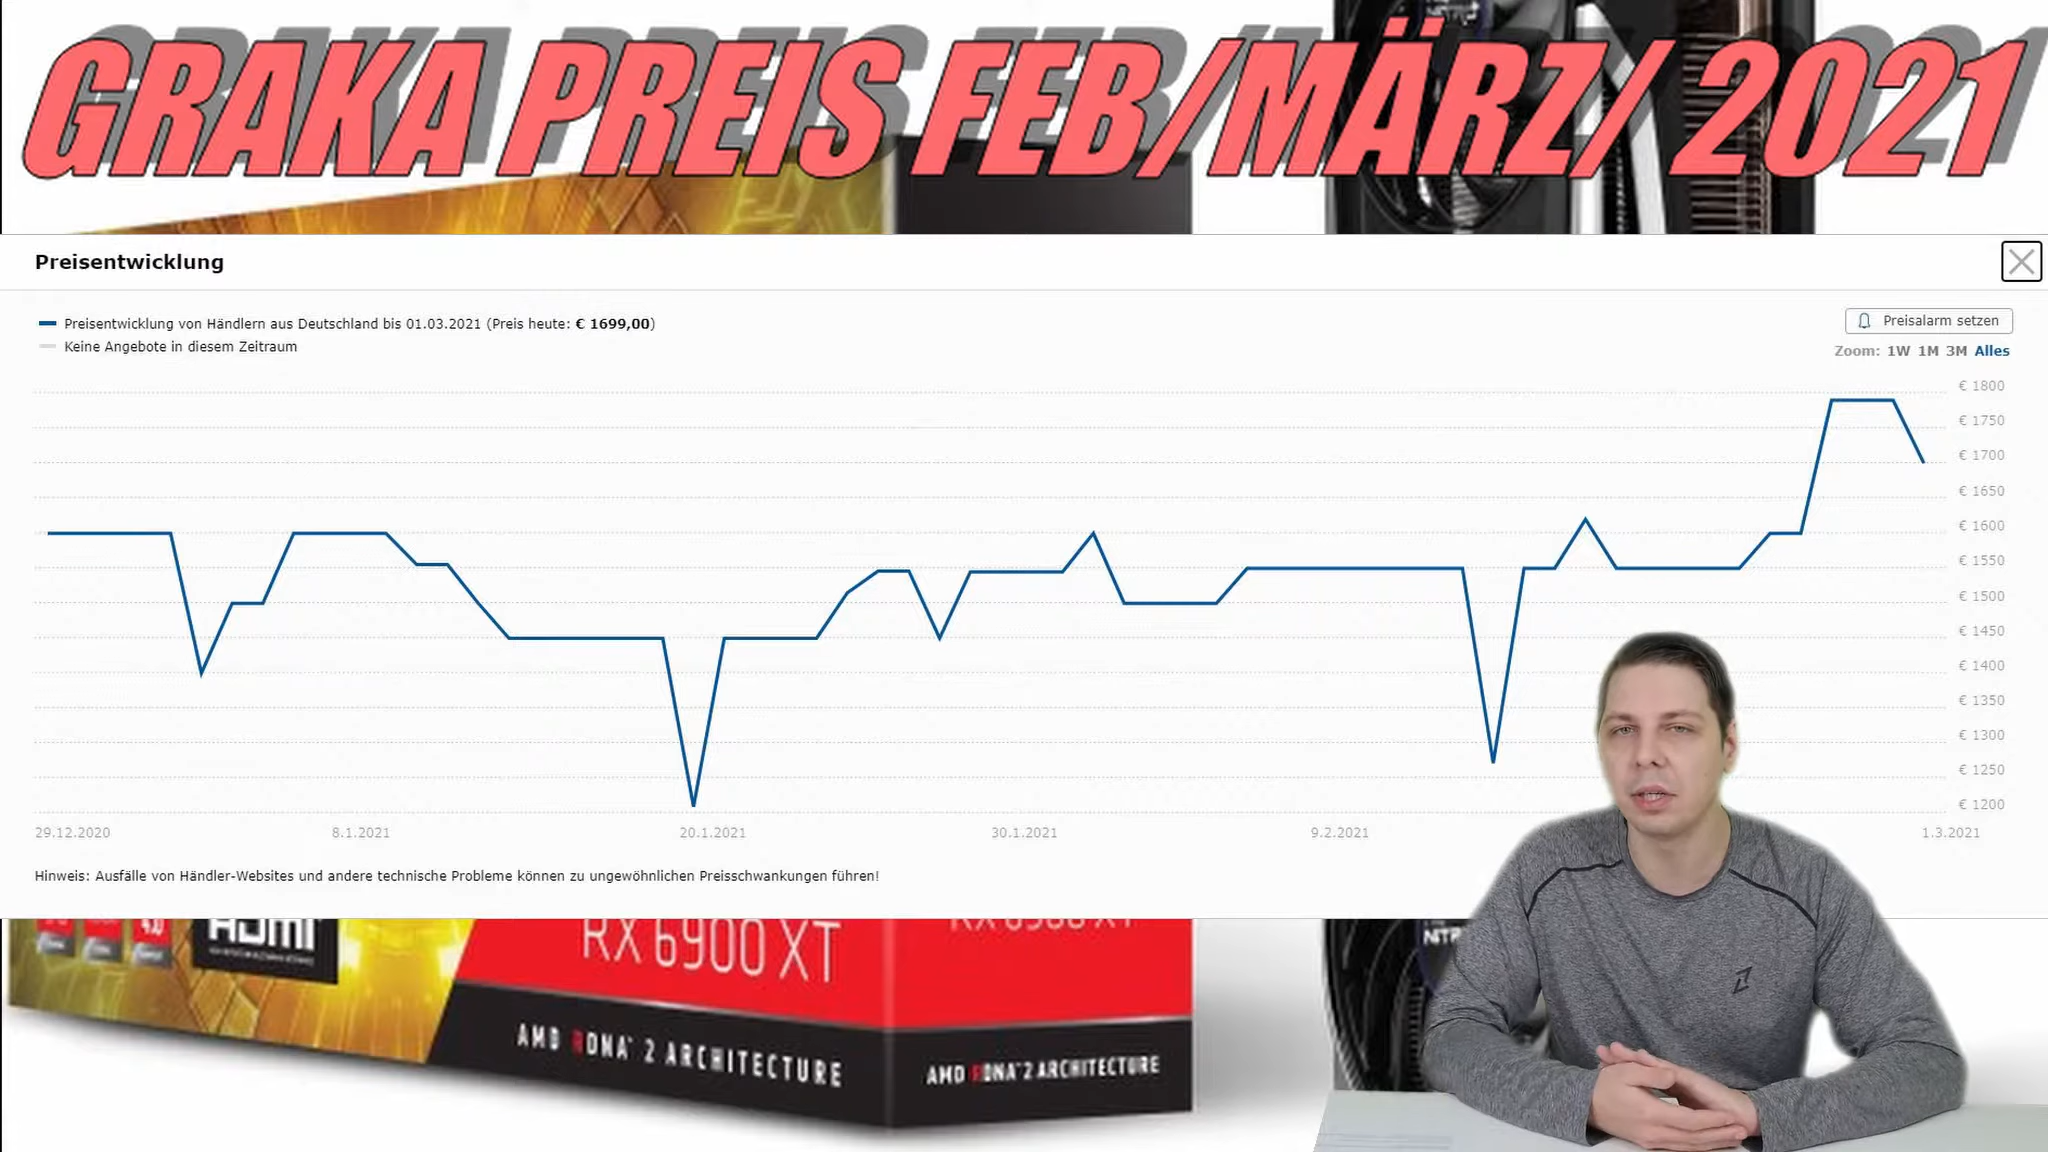 GRAKA PREIS FEB/MÄRZ/ 2021
Preisentwicklung
Preisentwicklung von Händlern aus Deutschland bis 01.03.2021 (Preis heute: € 1699,00)
Keine Angebote in diesem Zeitraum
Preisalarm setzen
Zoom: 1W 1M 3M Alles
€ 1800
€ 1750
€ 1700
€ 1650
€ 1600
€ 1550
€ 1500
€ 1450
€ 1400
€ 1350
€ 1300
€ 1250
€ 1200
29.12.2020 8.1.2021 20.1.2021 30.1.2021 9.2.2021 1.3.2021
Hinweis: Ausfälle von Händler-Websites und andere technische Probleme können zu ungewöhnlichen Preisschwankungen führen!
HDMI
RX 6900 XT
AMD RDNA™ 2 ARCHITECTURE
AMD RDNA™ 2 ARCHITECTURE